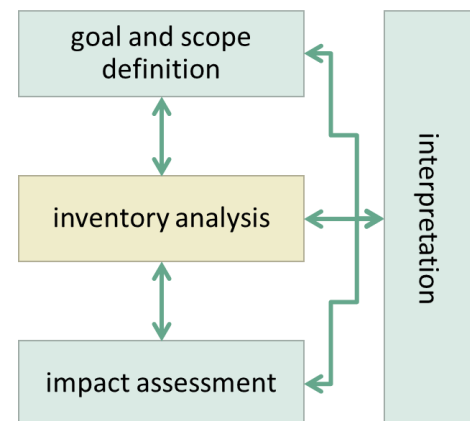 goal and scope
definition
inventory analysis
impact assessment
interpretation